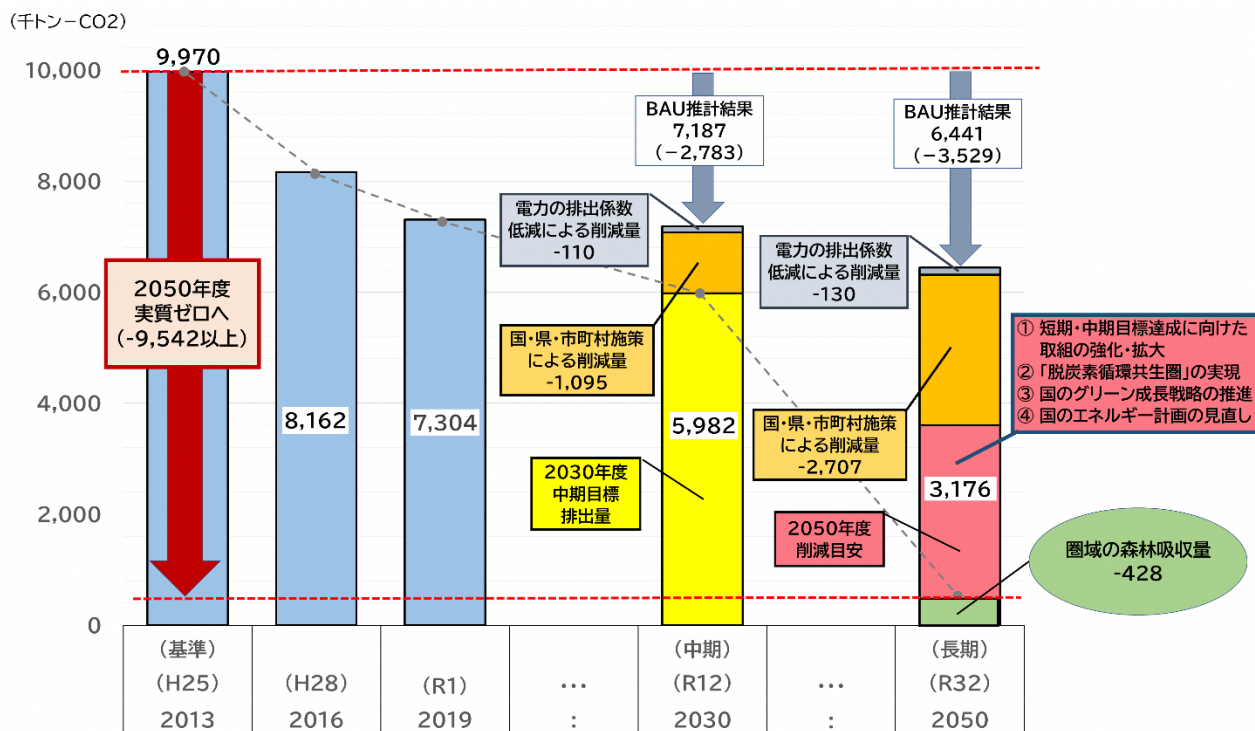 （千トン－CO2）
9,970
10,000
8,000
6,000
4,000
2,000
0
2050年度
実質ゼロへ
（-9,542以上）
8,162
7,304
BAU推計結果
7,187
（－2,783）
電力の排出係数
低減による削減量
-110
国・県・市町村施策
による削減量
-1,095
5,982
2030年度
中期目標
排出量
BAU推計結果
6,441
（－3,529）
電力の排出係数
低減による削減量
-130
国・県・市町村施策
による削減量
-2,707
① 短期・中期目標達成に向けた
取組の強化・拡大
② 「脱炭素循環共生圏」の実現
③ 国のグリーン成長戦略の推進
④ 国のエネルギー計画の見直し
3,176
2050年度
削減目安
圏域の森林吸収量
-428
（基準） （中期） （長期）
（H25） （H28） （R1） … （R12） … （R32）
2013 2016 2019 : 2030 : 2050